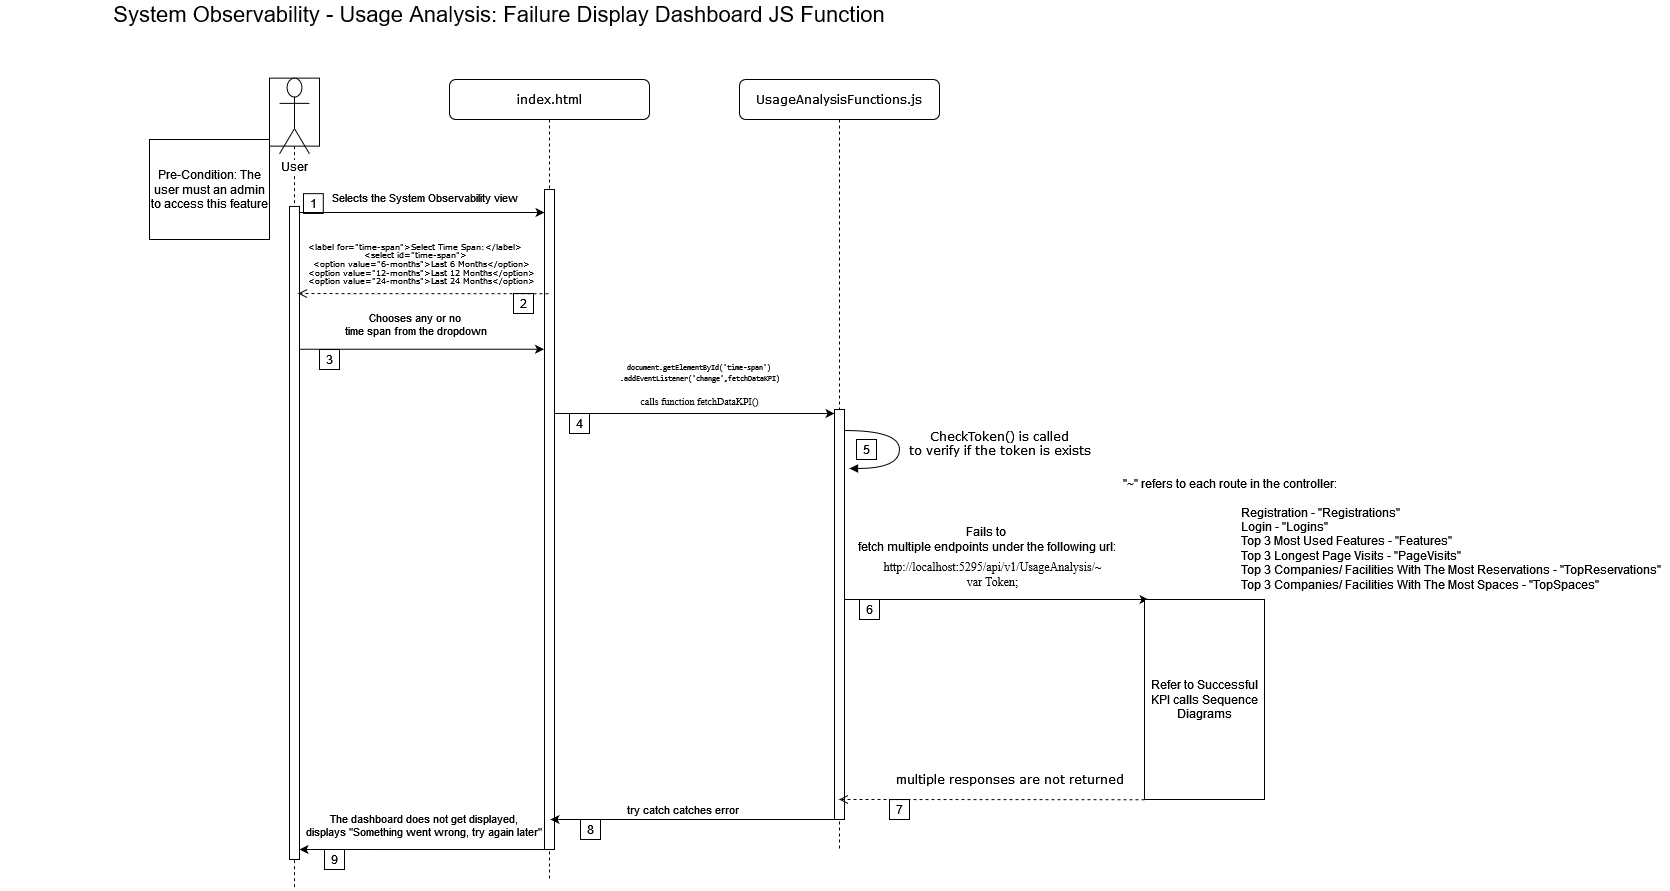 System Observability - Usage Analysis: Failure Display Dashboard JS Function
index.html
UsageAnalysisFunctions.js
User
Pre-Condition: The
user must an admin
to access this feature
1
Selects the System Observability view
<label for="time-span">Select Time Span:</label>
<select id="time-span">
<option value="6-months">Last 6 Months</option>
<option value="12-months">Last 12 Months</option>
<option value="24-months">Last 24 Months</option>
2
Chooses any or no
time span from the dropdown
3
document.getElementById('time-span')
.addEventListener('change',fetchDataKPI)
calls function fetchDataKPI()
4
5
CheckToken() is called
to verify if the token is exists
"~" refers to each route in the controller:
Registration - "Registrations"
Login - "Logins"
Top 3 Most Used Features - "Features"
Top 3 Longest Page Visits - "PageVisits"
Top 3 Companies/ Facilities With The Most Reservations - "TopReservations"
Top 3 Companies/ Facilities With The Most Spaces - "TopSpaces"
Fails to
fetch multiple endpoints under the following url:
http://localhost:5295/api/v1/UsageAnalysis/~
var Token;
6
Refer to Successful
KPI calls Sequence
Diagrams
multiple responses are not returned
7
try catch catches error
8
The dashboard does not get displayed,
displays "Something went wrong, try again later"
9